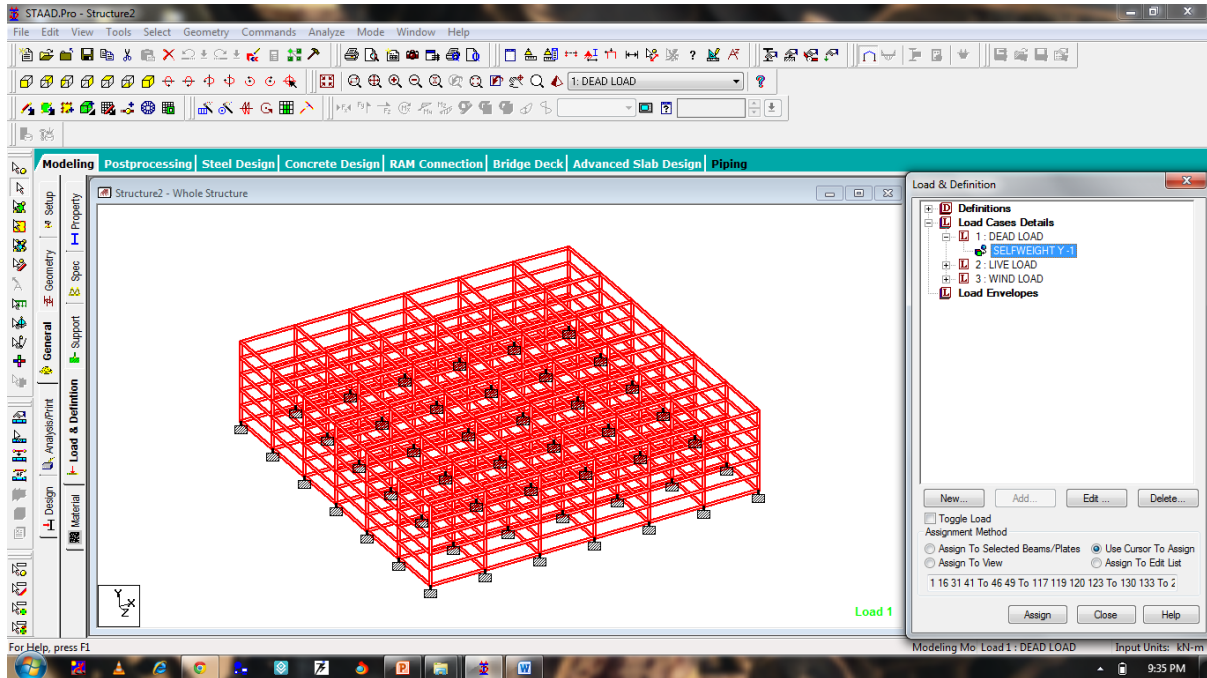 STAAD.Pro - Structure2
File Edit View Tools Select Geometry Commands Analyze Mode Window Help
1: DEAD LOAD
Modeling Postprocessing Steel Design Concrete Design RAM Connection Bridge Deck Advanced Slab Design Piping
Structure2 - Whole Structure
Setup
Geometry
General
Analysis/Print
Design
Property
Spec
Support
Load & Defintion
Material
Y
X
Z
Load 1
Load & Definition
Definitions
Load Cases Details
1 : DEAD LOAD
SELFWEIGHT Y -1
2 : LIVE LOAD
3 : WIND LOAD
Load Envelopes
New... Add... Edit ... Delete...
Toggle Load
Assignment Method
Assign To Selected Beams/Plates Use Cursor To Assign
Assign To View Assign To Edit List
1 16 31 41 To 46 49 To 117 119 120 123 To 130 133 To 2
Assign Close Help
For Help, press F1 Modeling Mo Load 1 : DEAD LOAD Input Units: kN-m
9:35 PM